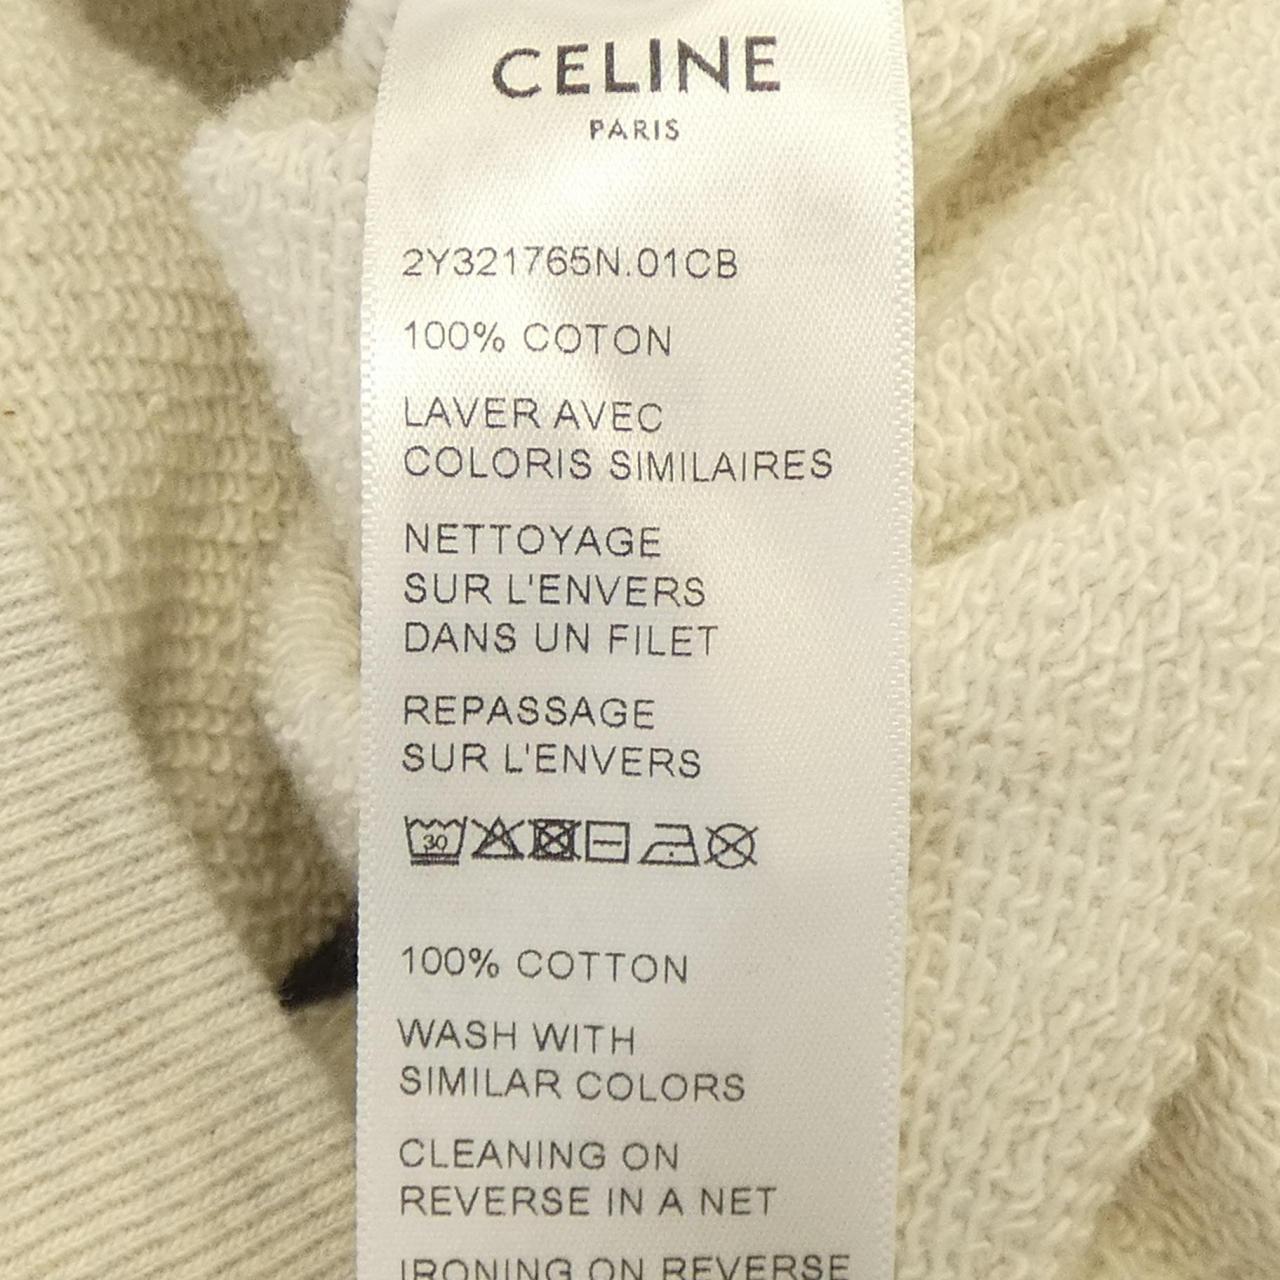 CELINE
PARIS
2Y321765N.01CB
100% COTON
LAVER AVEC
COLORIS SIMILAIRES
NETTOYAGE
SUR L'ENVERS
DANS UN FILET
REPASSAGE
SUR L'ENVERS
30
100% COTTON
WASH WITH
SIMILAR COLORS
CLEANING ON
REVERSE IN A NET
IRONING ON REVERSE